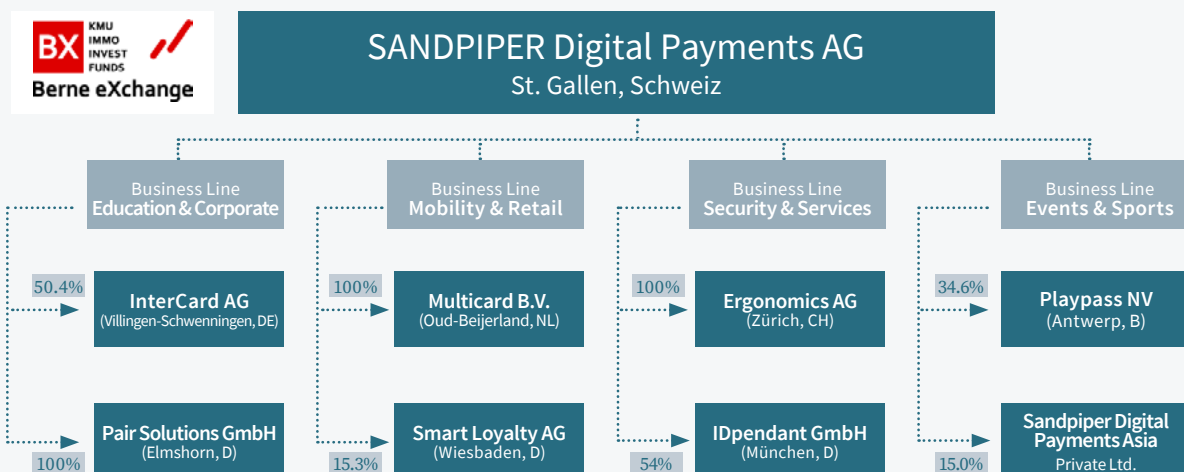 BX
KMU
IMMO
INVEST
FUNDS
Berne eXchange
SANDPIPER Digital Payments AG
St. Gallen, Schweiz
Business Line
Education & Corporate
50.4%
InterCard AG
(Villingen-Schwenningen, DE)
Pair Solutions GmbH
(Elmshorn, D)
100%
Business Line
Mobility & Retail
100%
Multicard B.V.
(Oud-Beijerland, NL)
Smart Loyalty AG
(Wiesbaden, D)
15.3%
Business Line
Security & Services
100%
Ergonomics AG
(Zürich, CH)
IDpendant GmbH
(München, D)
54%
Business Line
Events & Sports
34.6%
Playpass NV
(Antwerp, B)
Sandpiper Digital
Payments Asia
Private Ltd.
15.0%